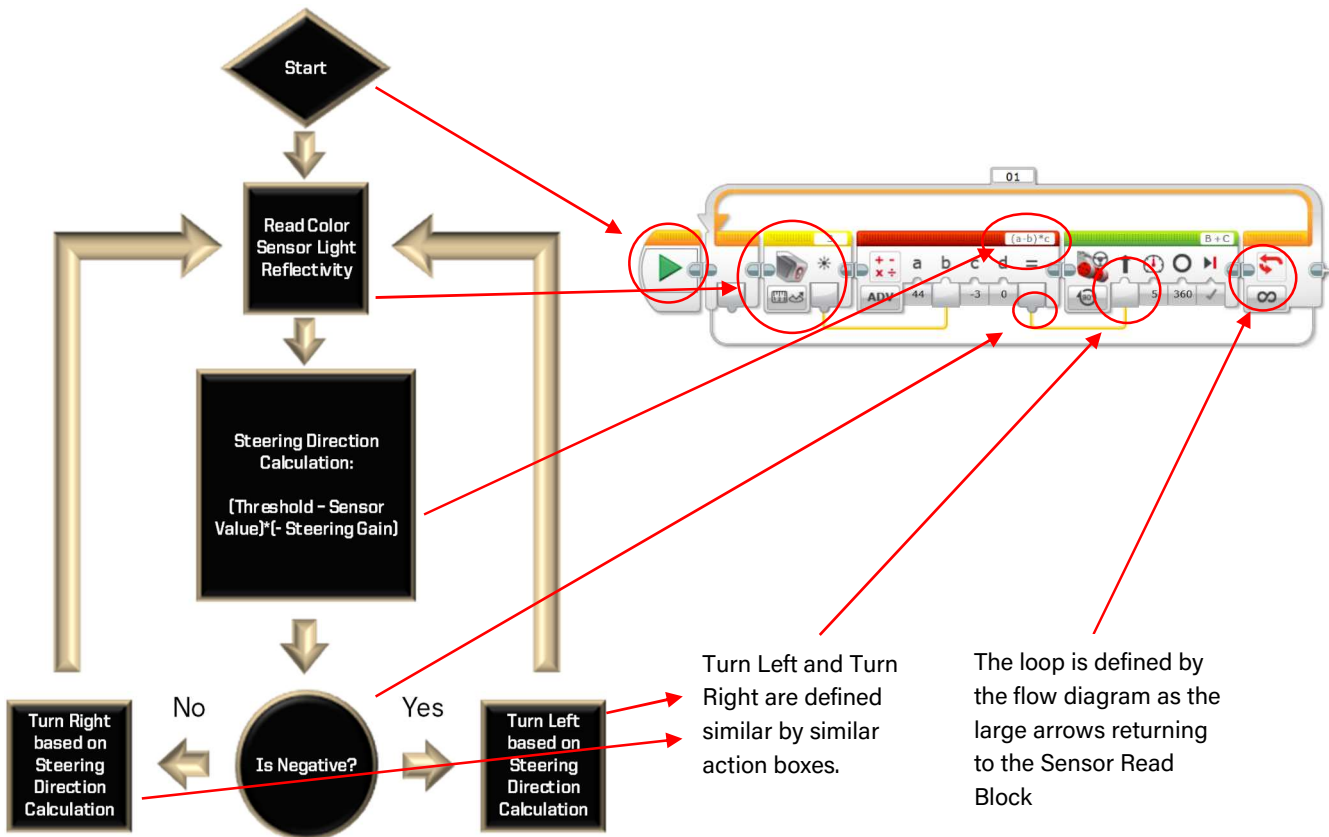 Start
Read Color
Sensor Light
Reflectivity
Steering Direction
Calculation:
(Threshold – Sensor
Value)*(- Steering Gain)
Is Negative?
No
Yes
Turn Right
based on
Steering
Direction
Calculation
Turn Left
based on
Steering
Direction
Calculation
01
(a-b)*c
B + C
a b c d =
ADV 44 -3 0
5 360
Turn Left and Turn
Right are defined
similar by similar
action boxes.
The loop is defined by
the flow diagram as the
large arrows returning
to the Sensor Read
Block